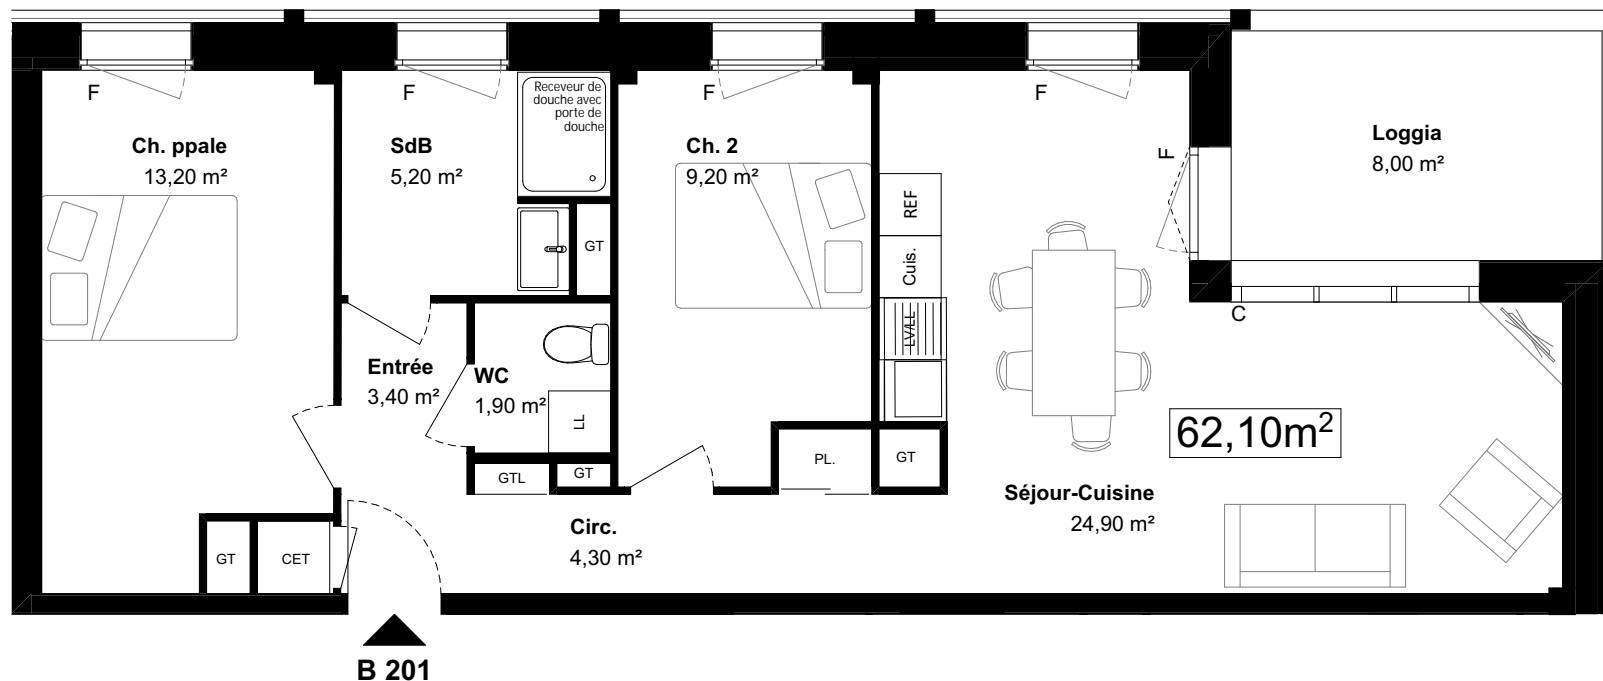 F
F
F
F
Receveur de
douche avec
porte de
douche
Ch. ppale
13,20 m²
SdB
5,20 m²
Ch. 2
9,20 m²
F
Loggia
8,00 m²
REF
GT
Cuis.
LV/LL
C
Entrée
3,40 m²
WC
1,90 m²
LL
62,10m²
GTL
GT
PL.
GT
Séjour-Cuisine
24,90 m²
Circ.
4,30 m²
GT
CET
B 201